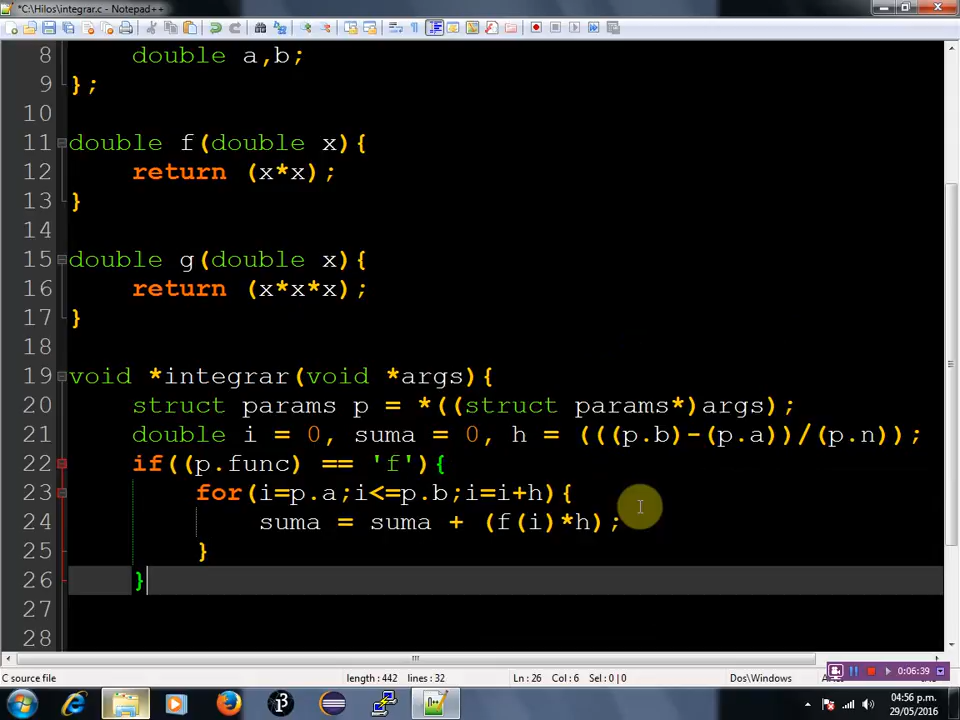 *C:\Hilos\integrar.c - Notepad++
8 double a,b;
9 };
10
11 double f(double x){
12 return (x*x);
13 }
14
15 double g(double x){
16 return (x*x*x);
17 }
18
19 void *integrar(void *args){
20 struct params p = *((struct params*)args);
21 double i = 0, suma = 0, h = (((p.b)-(p.a))/(p.n));
22 if((p.func) == 'f'){
23 for(i=p.a;i<=p.b;i=i+h){
24 suma = suma + (f(i)*h);
25 }
26 }
27
28
C source file length : 442 lines : 32 Ln : 26 Col : 6 Sel : 0 | 0 Dos\Windows
0:06:39
04:56 p.m.
29/05/2016